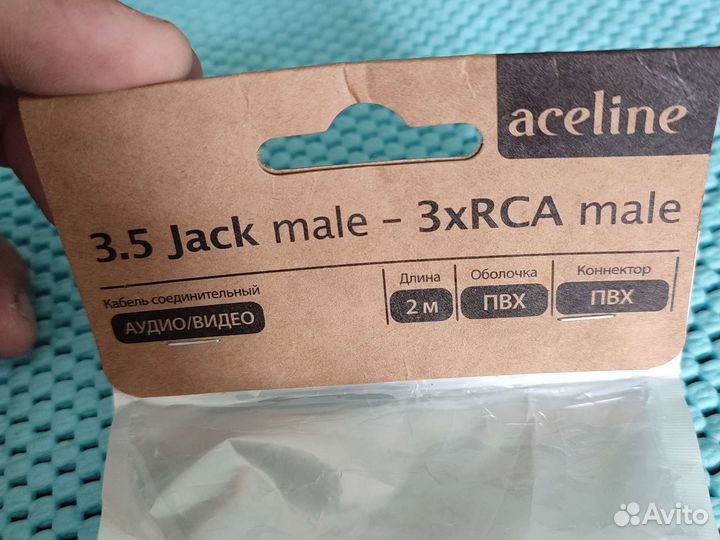 aceline
3.5 Jack male – 3xRCA male
Кабель соединительный
АУДИО/ВИДЕО
Длина
2 м
Оболочка
ПВХ
Коннектор
ПВХ
Avito